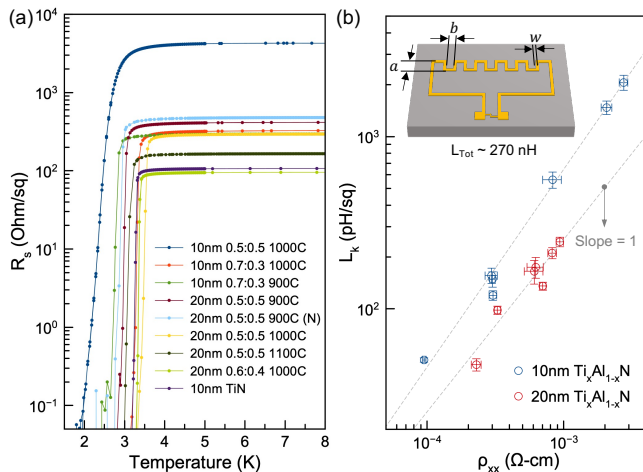 (a)
R_s (Ohm/sq)
10⁴
10³
10²
10¹
10⁰
10⁻¹
10nm 0.5:0.5 1000C
10nm 0.7:0.3 1000C
10nm 0.7:0.3 900C
20nm 0.5:0.5 900C
20nm 0.5:0.5 900C (N)
20nm 0.5:0.5 1000C
20nm 0.5:0.5 1100C
20nm 0.6:0.4 1000C
10nm TiN
2 3 4 5 6 7 8
Temperature (K)
(b)
L_k (pH/sq)
10³
10²
b
w
a
L_Tot ~ 270 nH
Slope = 1
10nm Ti_xAl_1-xN
20nm Ti_xAl_1-xN
10⁻⁴ 10⁻³
ρ_xx (Ω-cm)